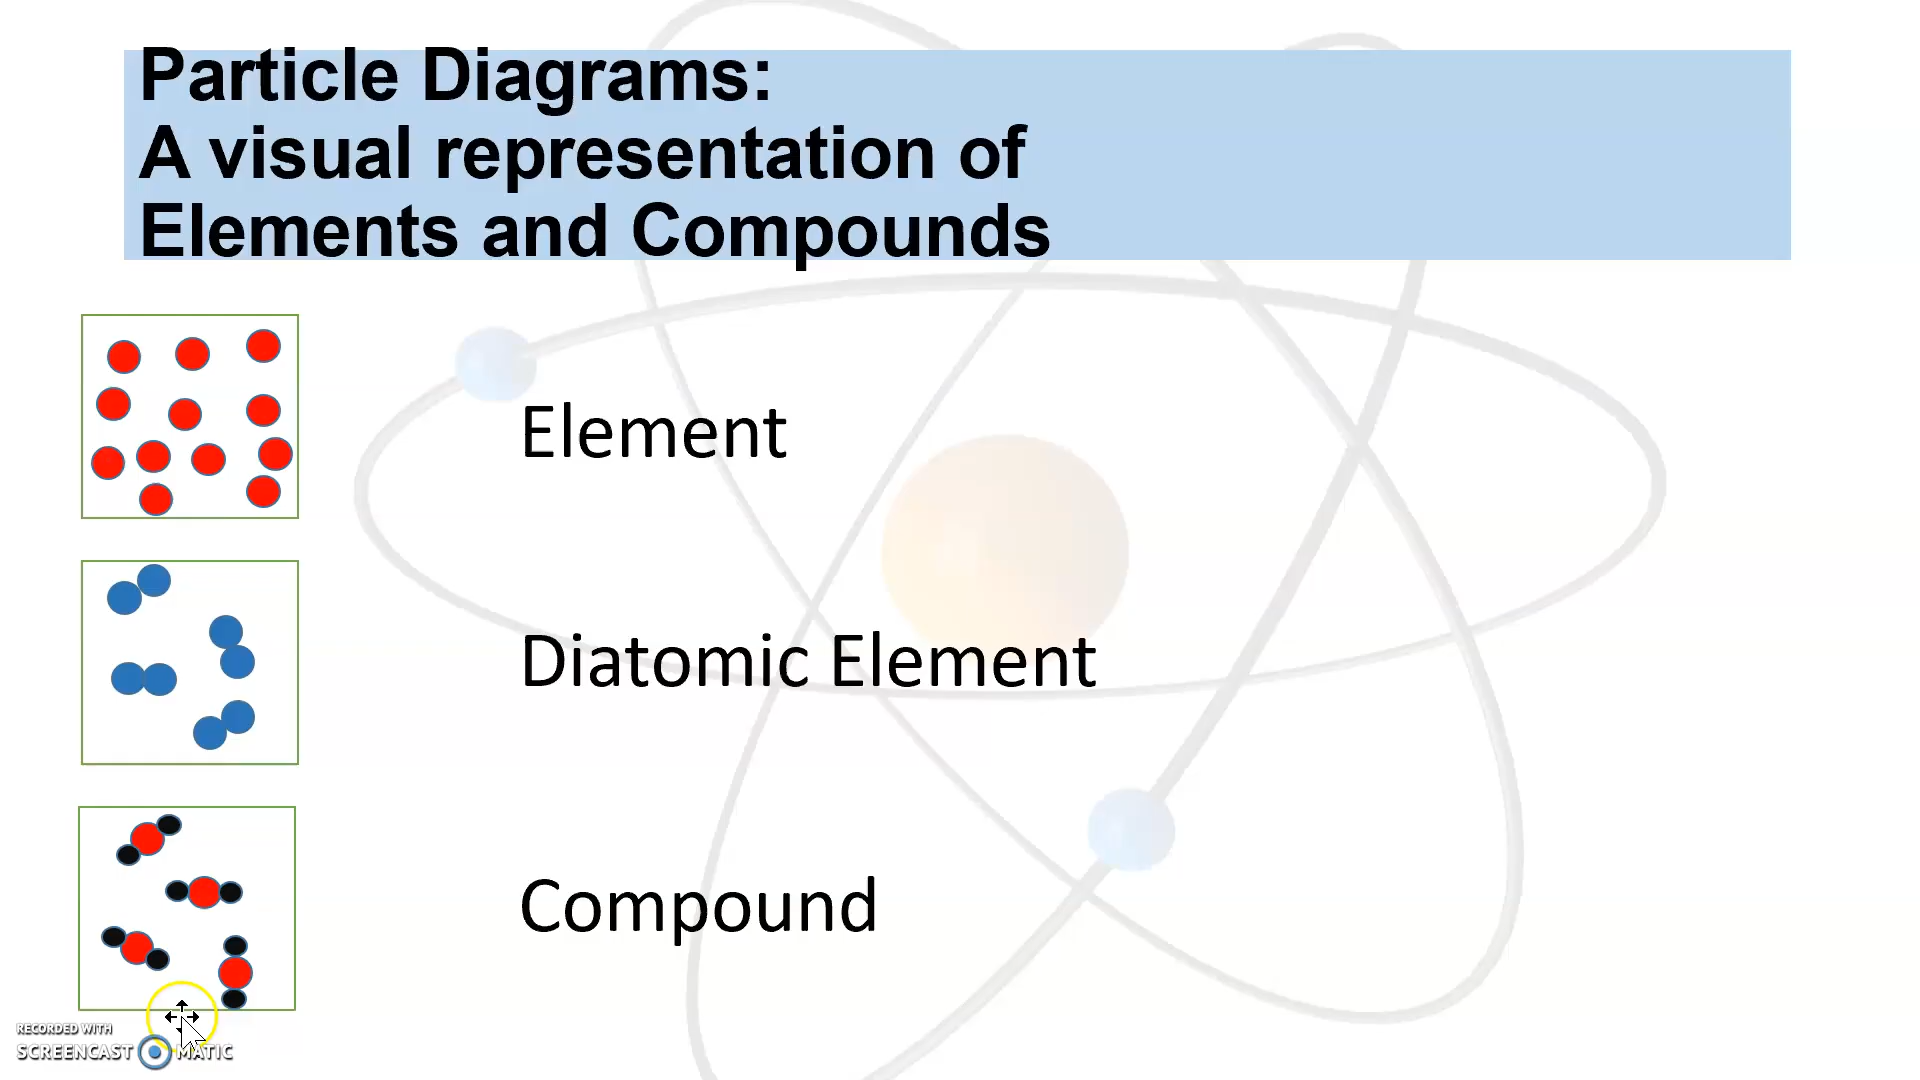 Particle Diagrams:
A visual representation of
Elements and Compounds
Element
Diatomic Element
Compound
RECORDED WITH
SCREENCAST MATIC